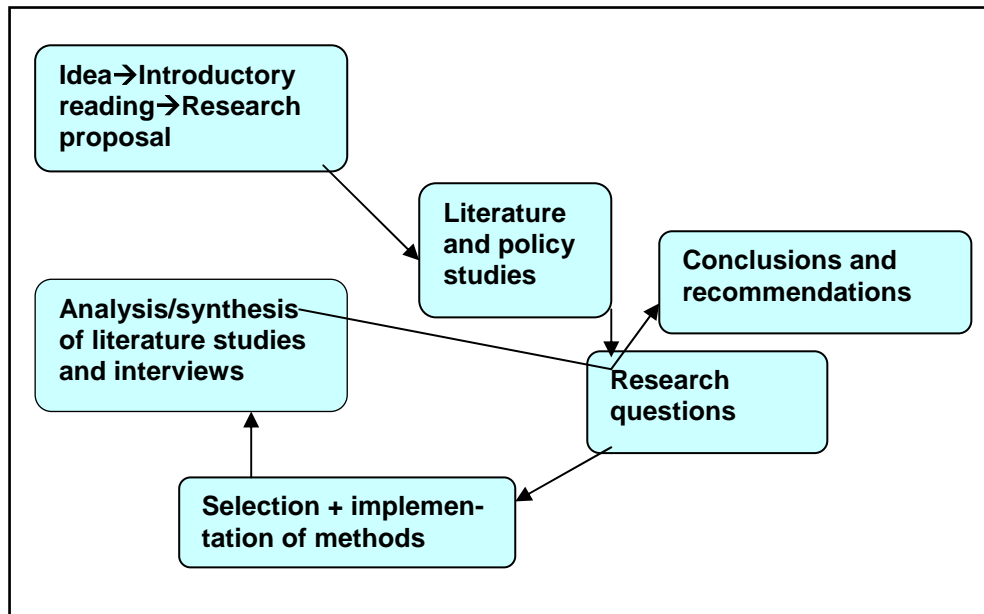 Idea→Introductory
reading→Research
proposal
Literature
and policy
studies
Conclusions and
recommendations
Analysis/synthesis
of literature studies
and interviews
Research
questions
Selection + implemen-
tation of methods